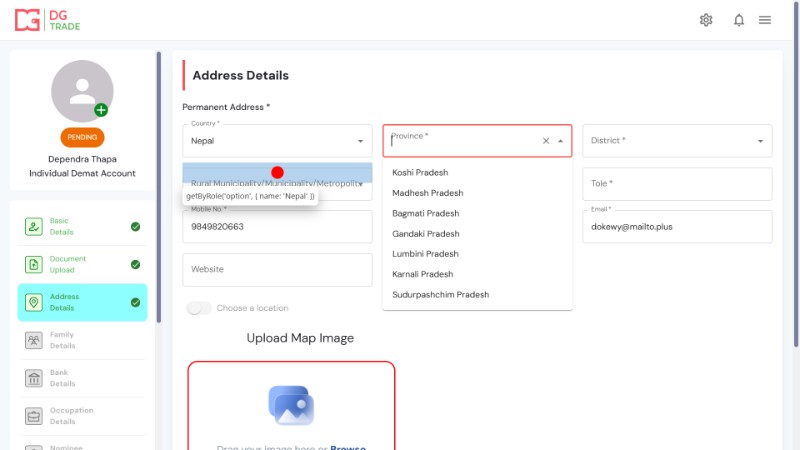 DG
TRADE
PENDING
Dependra Thapa
Individual Demat Account
Basic
Details
Document
Upload
Address
Details
Family
Details
Bank
Details
Occupation
Details
Nominee
Address Details
Permanent Address *
Country *
Nepal
Province *
District *
Rural Municipality/Municipality/Metropolit
getByRole('option', { name: 'Nepal' })
Tole *
Mobile No. *
9849820663
Email *
dokewy@mailto.plus
Website
Koshi Pradesh
Madhesh Pradesh
Bagmati Pradesh
Gandaki Pradesh
Lumbini Pradesh
Karnali Pradesh
Sudurpashchim Pradesh
Choose a location
Upload Map Image
Drag your image here or Browse